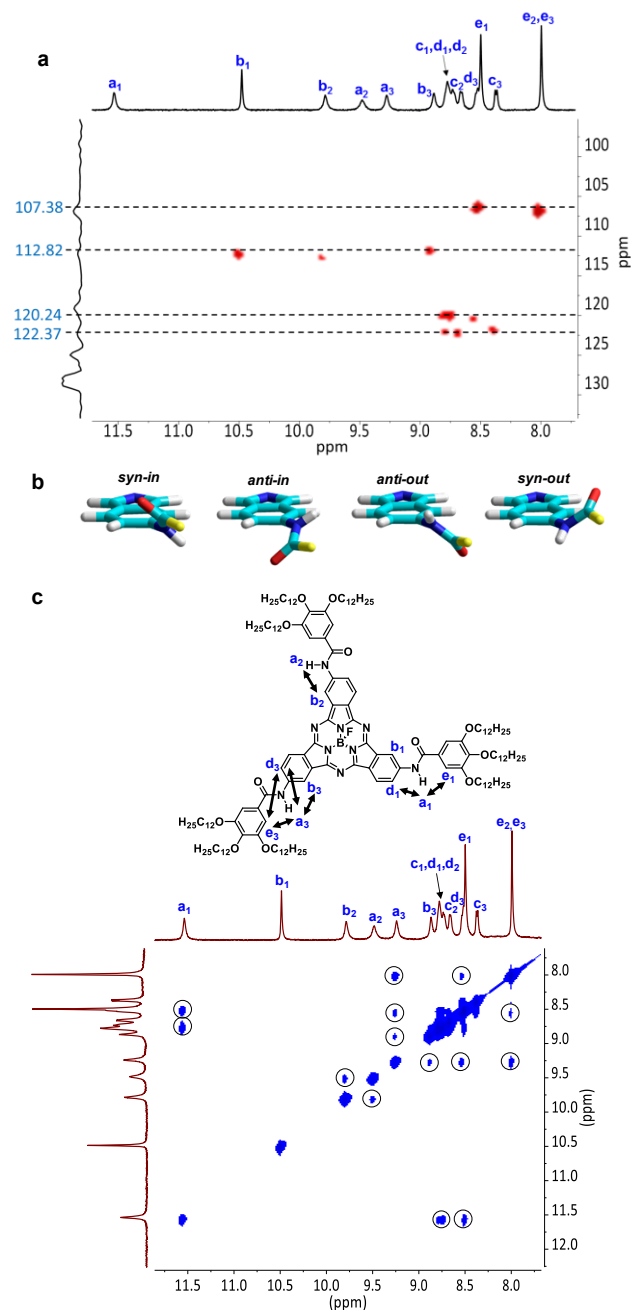 a
a₁
b₁
b₂
a₂
a₃
b₃
c₁,d₁,d₂
c₂
d₃
e₁
c₃
e₂,e₃
107.38
112.82
120.24
122.37
100
105
110
115
120
125
130
ppm
11.5 11.0 10.5 10.0 9.5 9.0 8.5 8.0
ppm
b
syn-in
anti-in
anti-out
syn-out
c
H₂₅C₁₂O
OC₁₂H₂₅
H₂₅C₁₂O
O
a₂ H–N
b₂
N
N
F
N
B
N
N
N
b₁
O
OC₁₂H₂₅
OC₁₂H₂₅
OC₁₂H₂₅
N
H
d₁
a₁
e₁
d₃
b₃
O
N
H
a₃
e₃
H₂₅C₁₂O
H₂₅C₁₂O
OC₁₂H₂₅
a₁
b₁
b₂
a₂
a₃
b₃
c₁,d₁,d₂
c₂
d₃
e₁
c₃
e₂,e₃
8.0
8.5
9.0
9.5
10.0
10.5
11.0
11.5
12.0
(ppm)
11.5 11.0 10.5 10.0 9.5 9.0 8.5 8.0
(ppm)